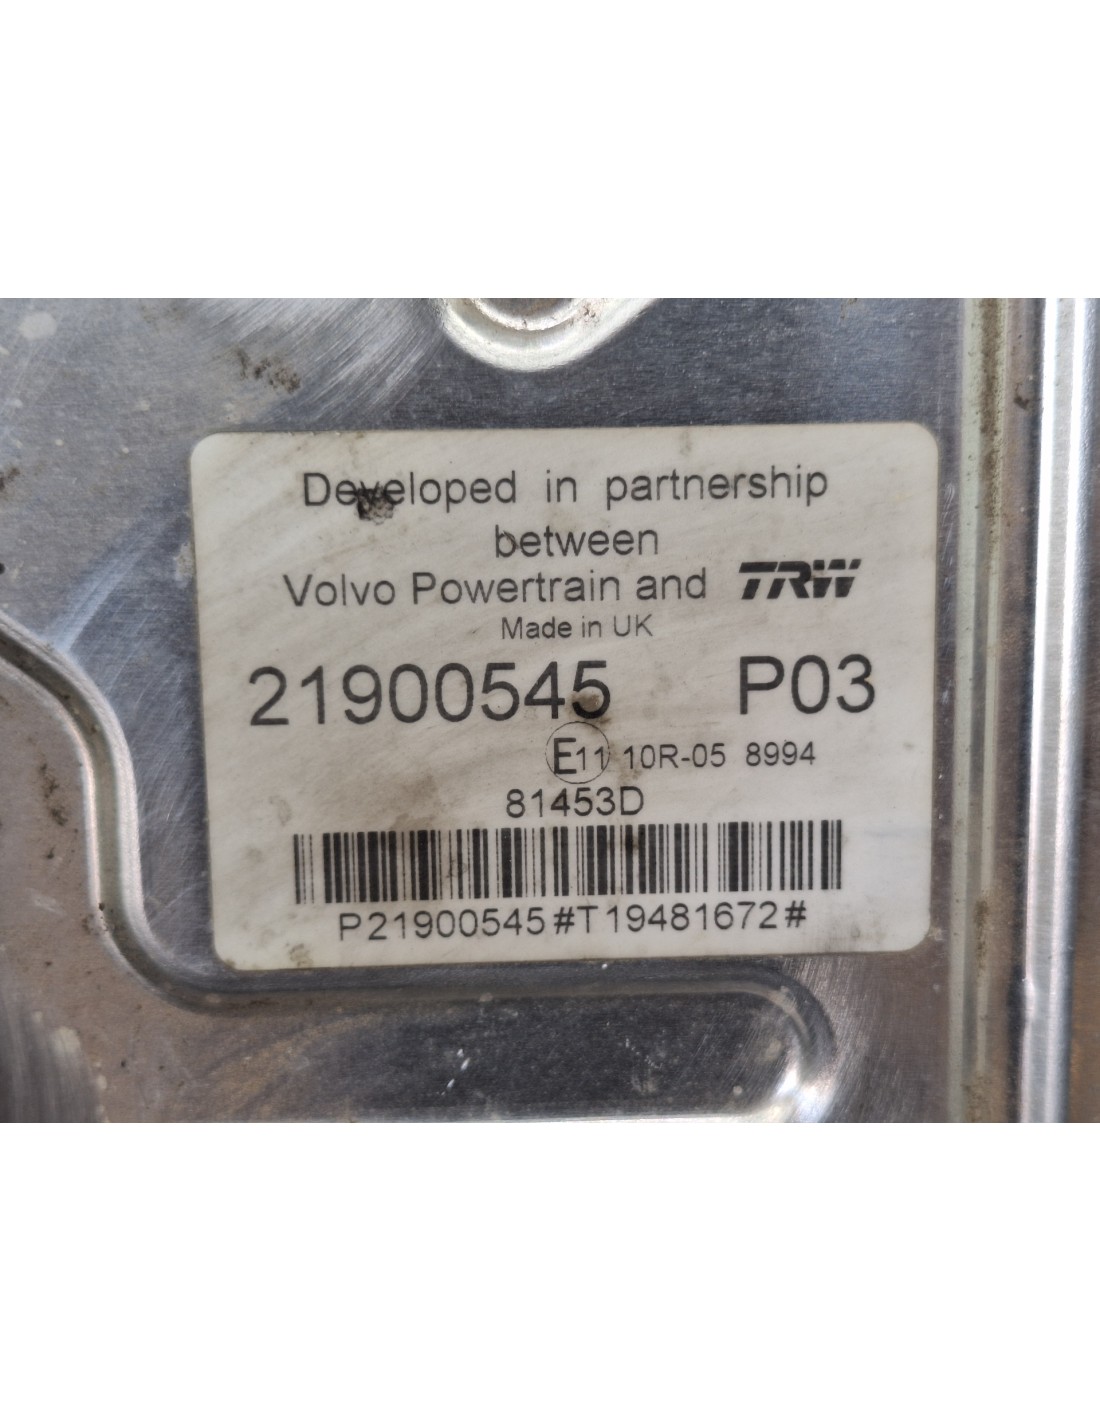 Developed in partnership
between
Volvo Powertrain and TRW
Made in UK
21900545 P03
E11 10R-05 8994
81453D
P21900545#T19481672#